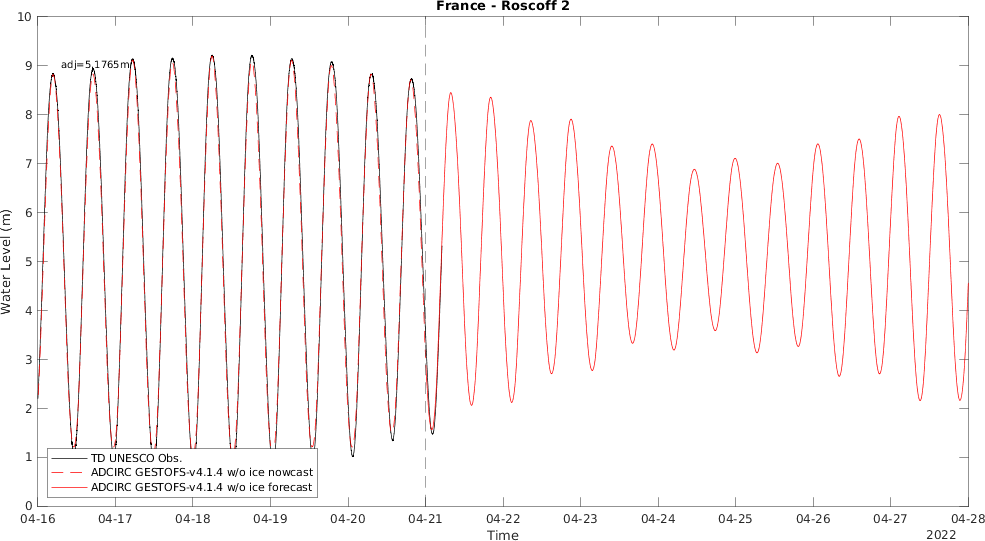 France - Roscoff 2
10
9
8
7
6
5
4
3
2
1
0
Water Level (m)
adj=5.1765m
TD UNESCO Obs.
ADCIRC GESTOFS-v4.1.4 w/o ice nowcast
ADCIRC GESTOFS-v4.1.4 w/o ice forecast
04-16 04-17 04-18 04-19 04-20 04-21 04-22 04-23 04-24 04-25 04-26 04-27 04-28
Time
2022